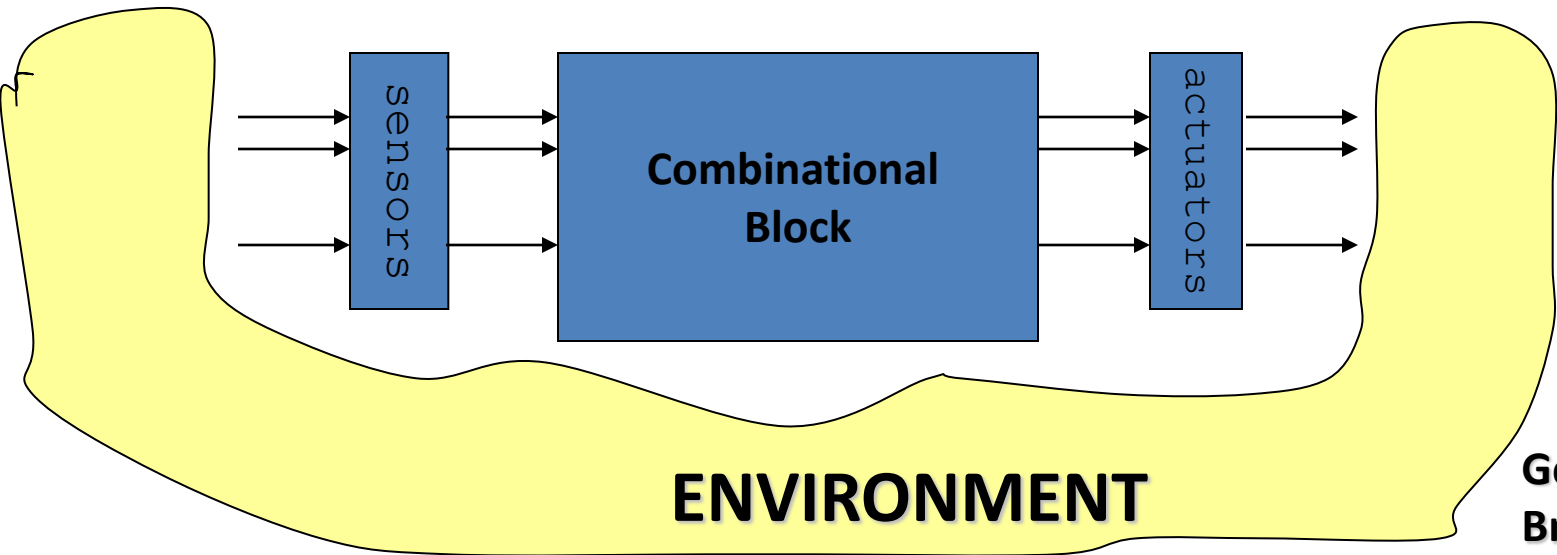 sensors
Combinational
Block
actuators
ENVIRONMENT